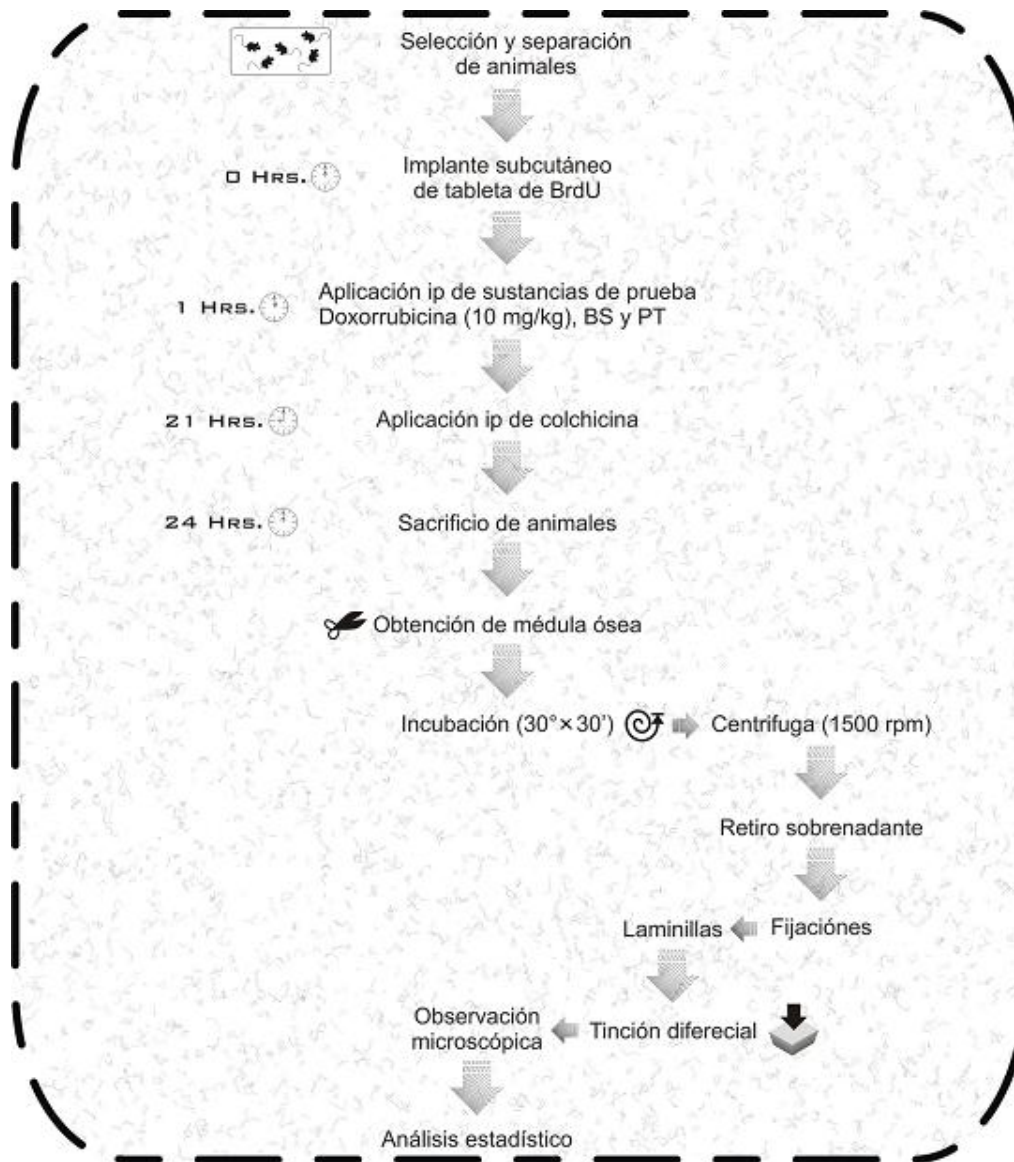 Selección y separación
de animales
0 HRS.
Implante subcutáneo
de tableta de BrdU
1 HRS.
Aplicación ip de sustancias de prueba
Doxorrubicina (10 mg/kg), BS y PT
21 HRS.
Aplicación ip de colchicina
24 HRS.
Sacrificio de animales
Obtención de médula ósea
Incubación (30°×30’)
Centrifuga (1500 rpm)
Retiro sobrenadante
Fijaciónes
Laminillas
Tinción diferecial
Observación
microscópica
Análisis estadístico